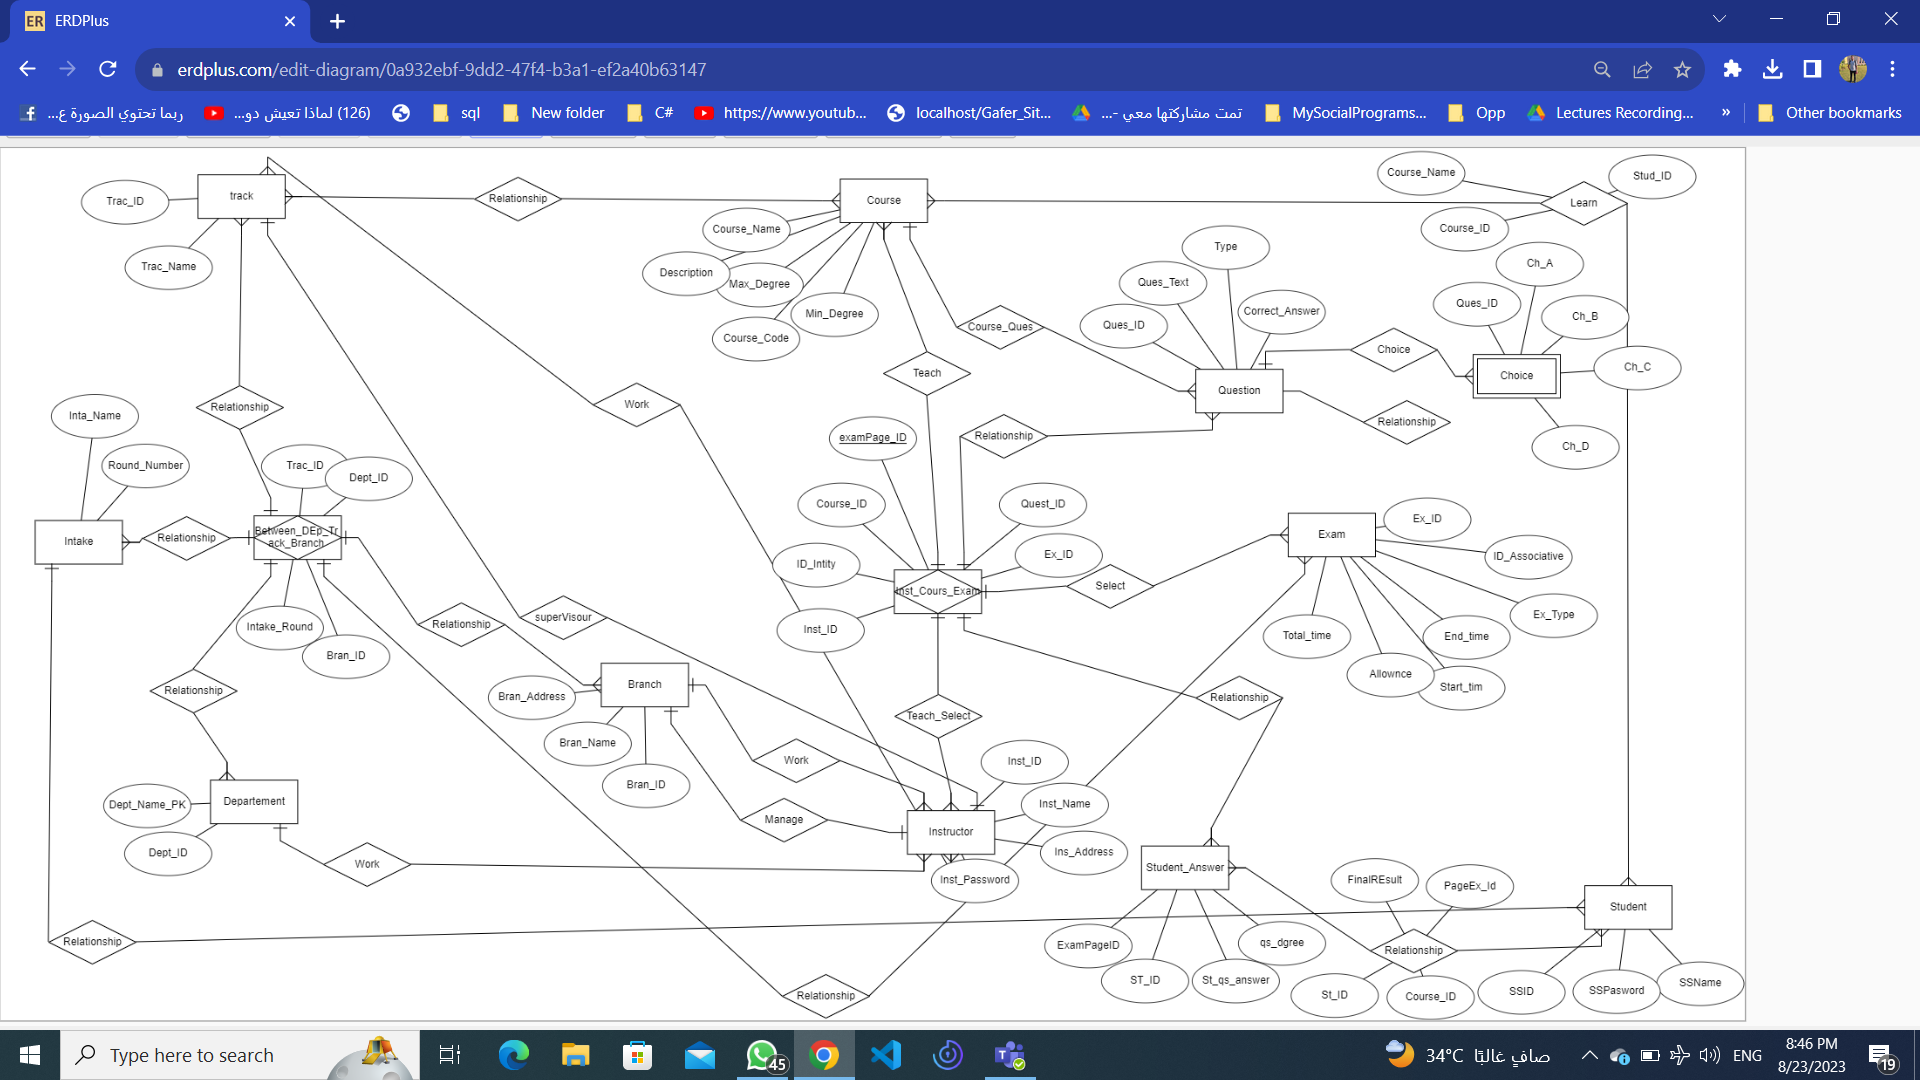 ER ERDPlus
erdplus.com/edit-diagram/0a932ebf-9dd2-47f4-b3a1-ef2a40b63147
ربما تحتوي الصورة ع...
(126) لماذا تعيش دو...
sql
New folder
C#
https://www.youtub...
localhost/Gafer_Sit...
تمت مشاركتها معي -...
MySocialPrograms...
Opp
Lectures Recording...
»
Other bookmarks
track
Trac_ID
Trac_Name
Relationship
Course
Course_Name
Description
Max_Degree
Course_Code
Min_Degree
Course_Name
Stud_ID
Learn
Course_ID
Type
Ques_Text
Ques_ID
Correct_Answer
Course_Ques
Question
Choice
Ch_A
Ques_ID
Ch_B
Ch_C
Choice
Ch_D
Relationship
Teach
Work
Relationship
Relationship
Inta_Name
Round_Number
Intake
Relationship
Trac_ID
Dept_ID
Between_DEp_Tr
ack_Branch
Intake_Round
Bran_ID
examPage_ID
Course_ID
Quest_ID
ID_Intity
Ex_ID
Inst_Cours_Exam
Inst_ID
Select
Exam
Ex_ID
ID_Associative
Ex_Type
End_time
Total_time
Allownce
Start_tim
Relationship
superVisour
Relationship
Branch
Bran_Address
Bran_Name
Bran_ID
Teach_Select
Relationship
Work
Manage
Departement
Dept_Name_PK
Dept_ID
Work
Inst_ID
Inst_Name
Instructor
Ins_Address
Inst_Password
Student_Answer
ExamPageID
ST_ID
St_qs_answer
qs_dgree
FinalREsult
PageEx_Id
Relationship
St_ID
Course_ID
Student
SSID
SSPasword
SSName
Relationship
Relationship
Type here to search
45
34°C صافٍ غالبًا
ENG
8:46 PM
8/23/2023
19